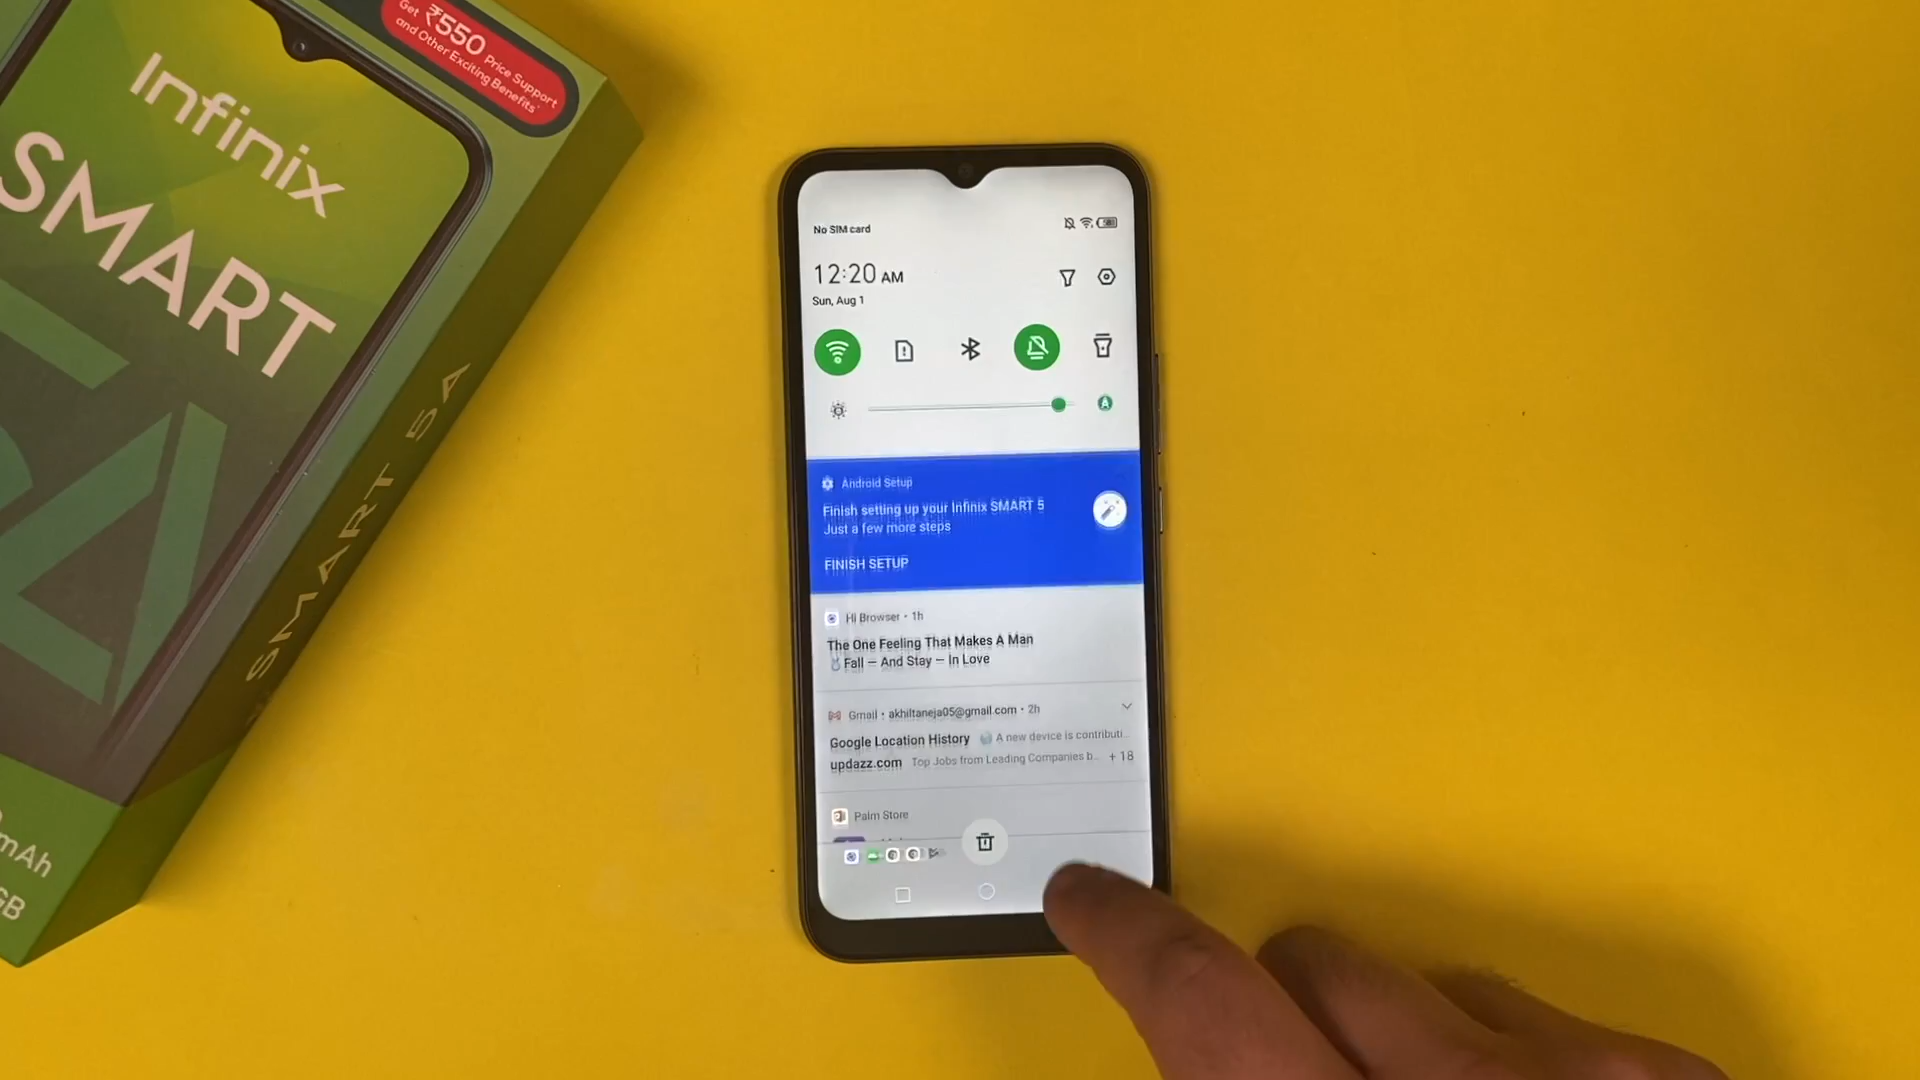 Get ₹550 Price Support
and Other Exciting Benefits*
Infinix
SMART
SMART 5A
mAh
GB
No SIM card
12:20 AM
Sun, Aug 1
Android Setup
Finish setting up your Infinix SMART 5
Just a few more steps
FINISH SETUP
Hi Browser • 1h
The One Feeling That Makes A Man
Fall — And Stay — In Love
Gmail • akhiltaneja05@gmail.com • 2h
Google Location History A new device is contributi...
updazz.com Top Jobs from Leading Companies b... + 18
Palm Store